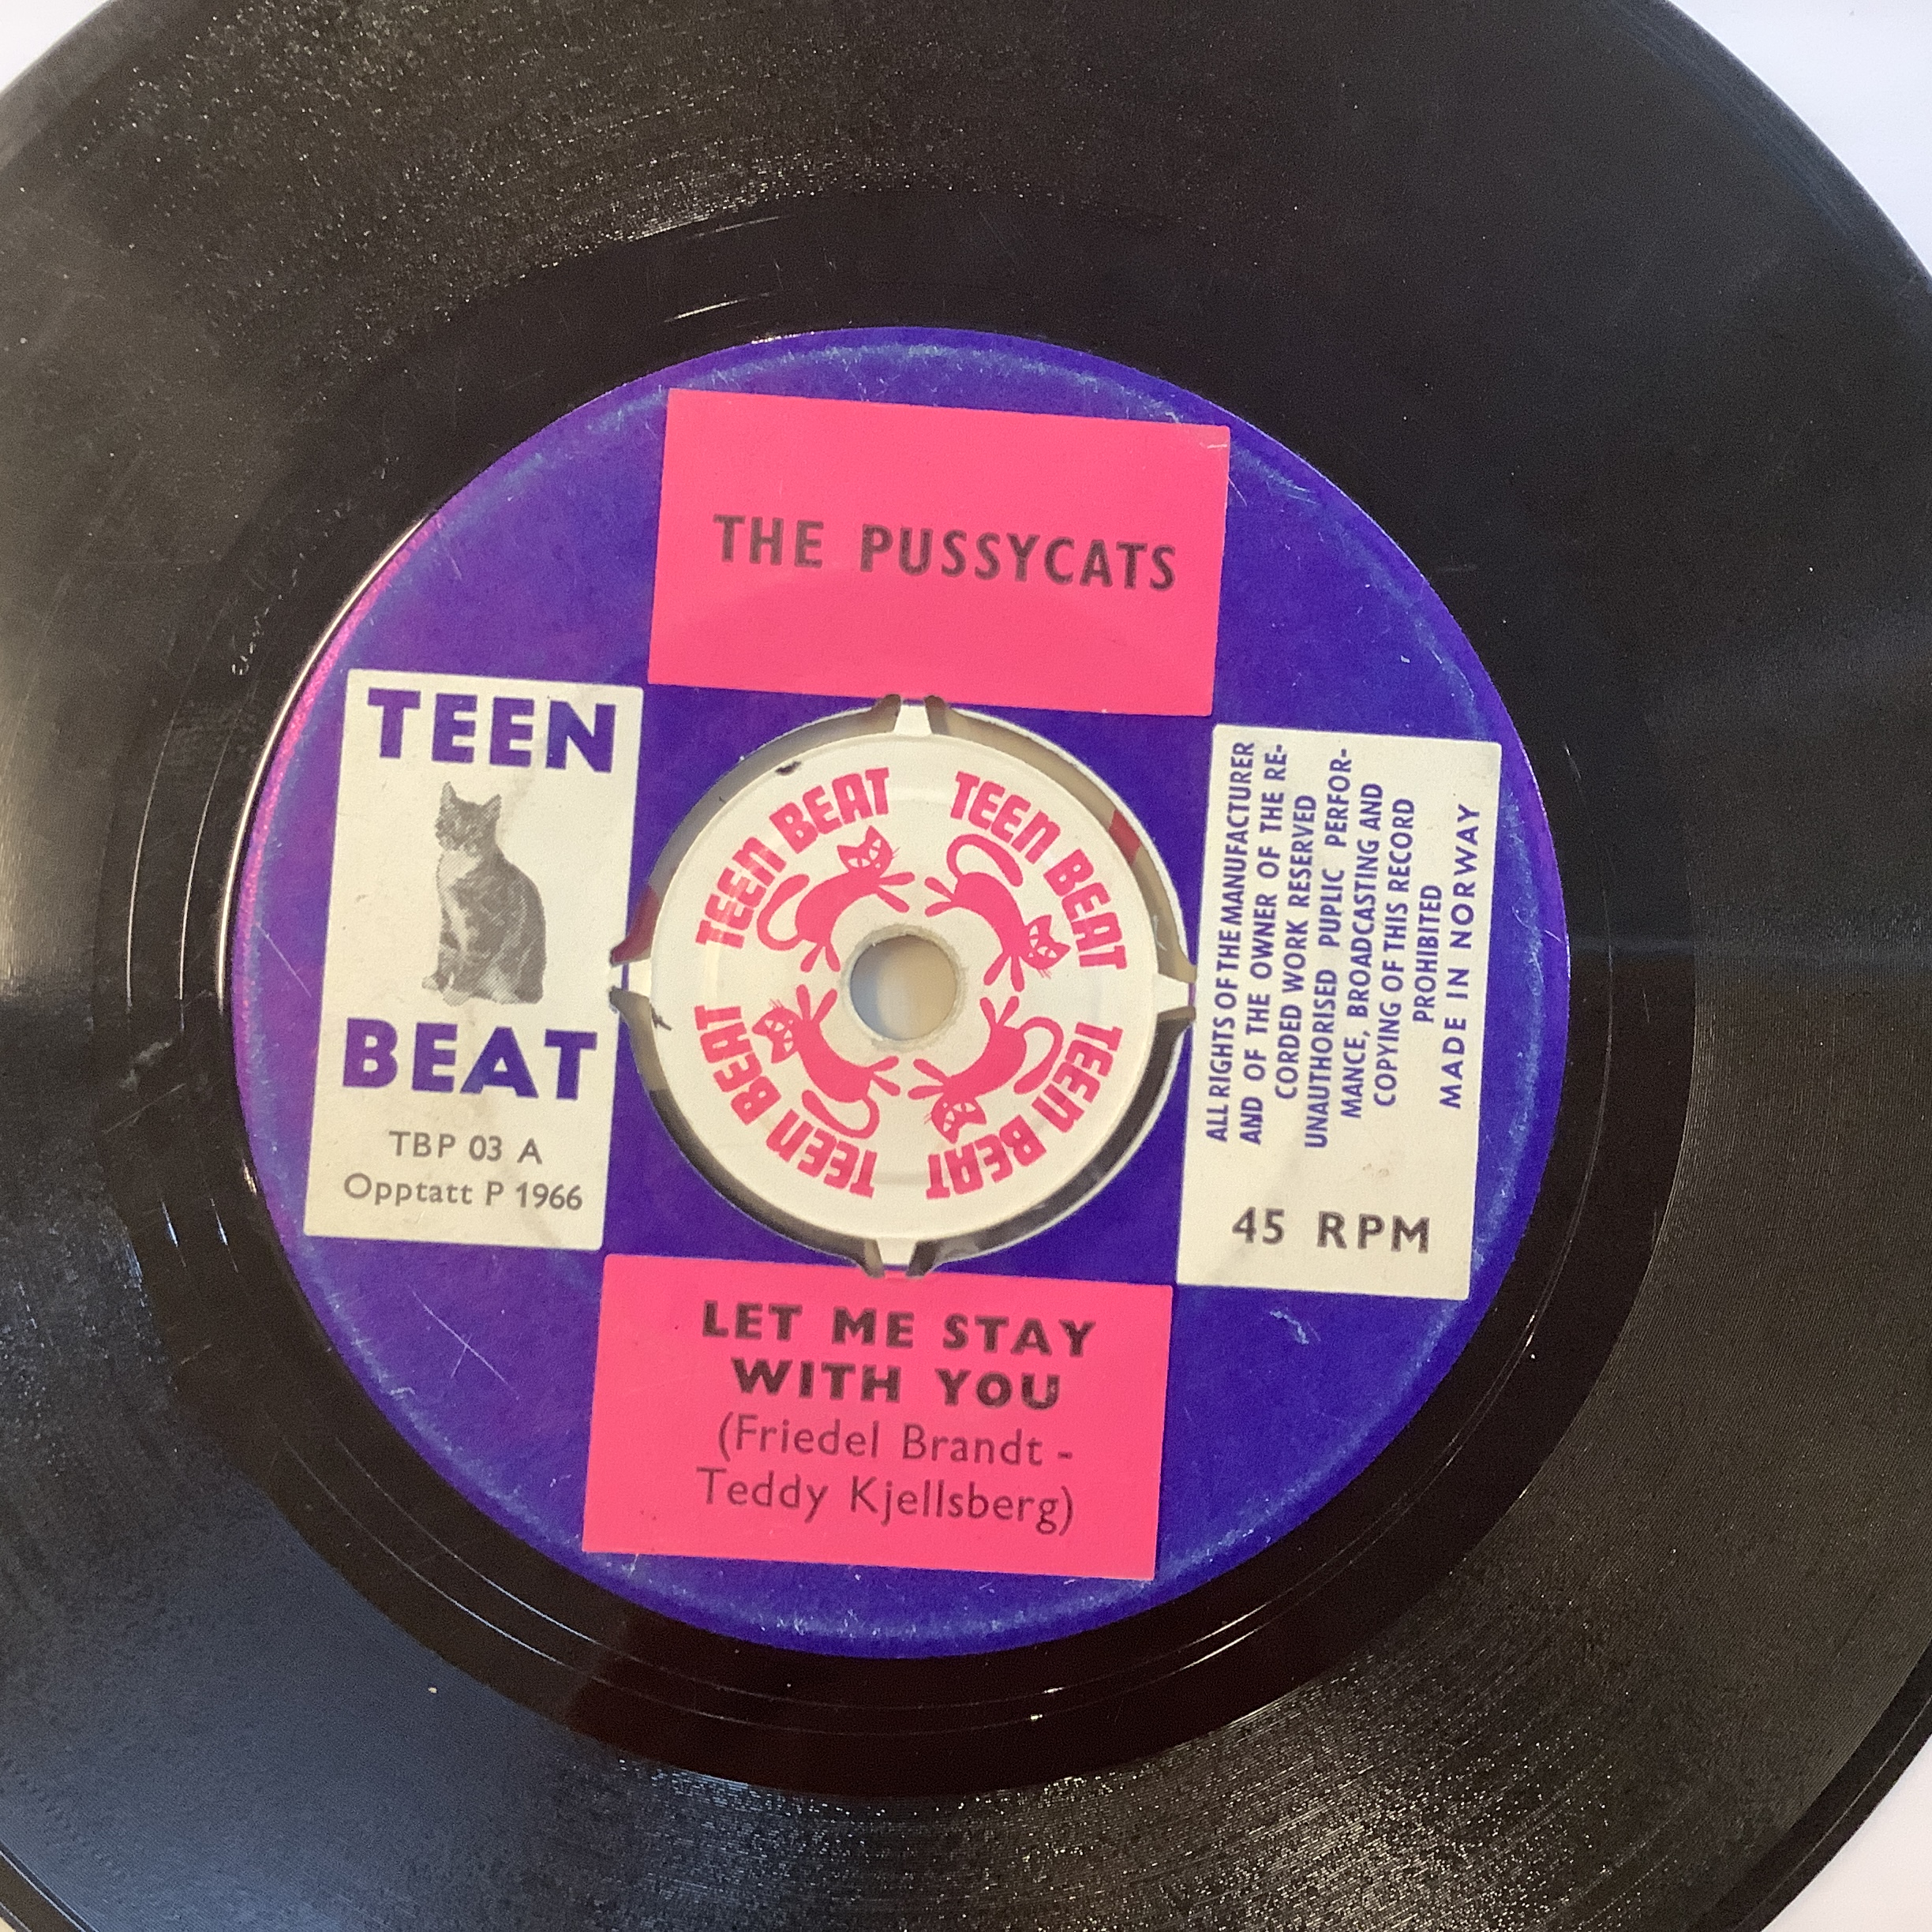 THE PUSSYCATS
TEEN
BEAT
TBP 03 A
Opptatt P 1966
TEEN BEAT
TEEN BEAT
TEEN BEAT
TEEN BEAT
ALL RIGHTS OF THE MANUFACTURER
AND OF THE OWNER OF THE RE-
CORDED WORK RESERVED
UNAUTHORISED PUPLIC PERFOR-
MANCE, BROADCASTING AND
COPYING OF THIS RECORD
PROHIBITED
MADE IN NORWAY
45 RPM
LET ME STAY
WITH YOU
(Friedel Brandt -
Teddy Kjellsberg)